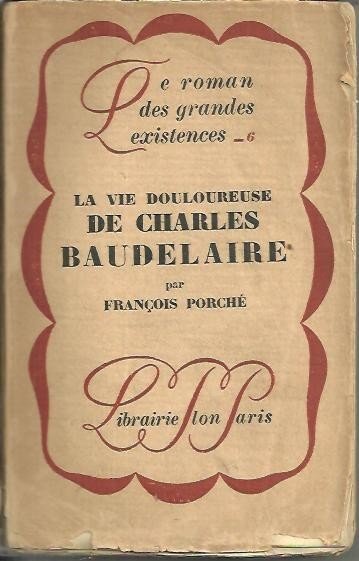 Le roman
des grandes
existences - 6
LA VIE DOULOUREUSE
DE CHARLES
BAUDELAIRE
par
FRANÇOIS PORCHÉ
Librairie Plon Paris